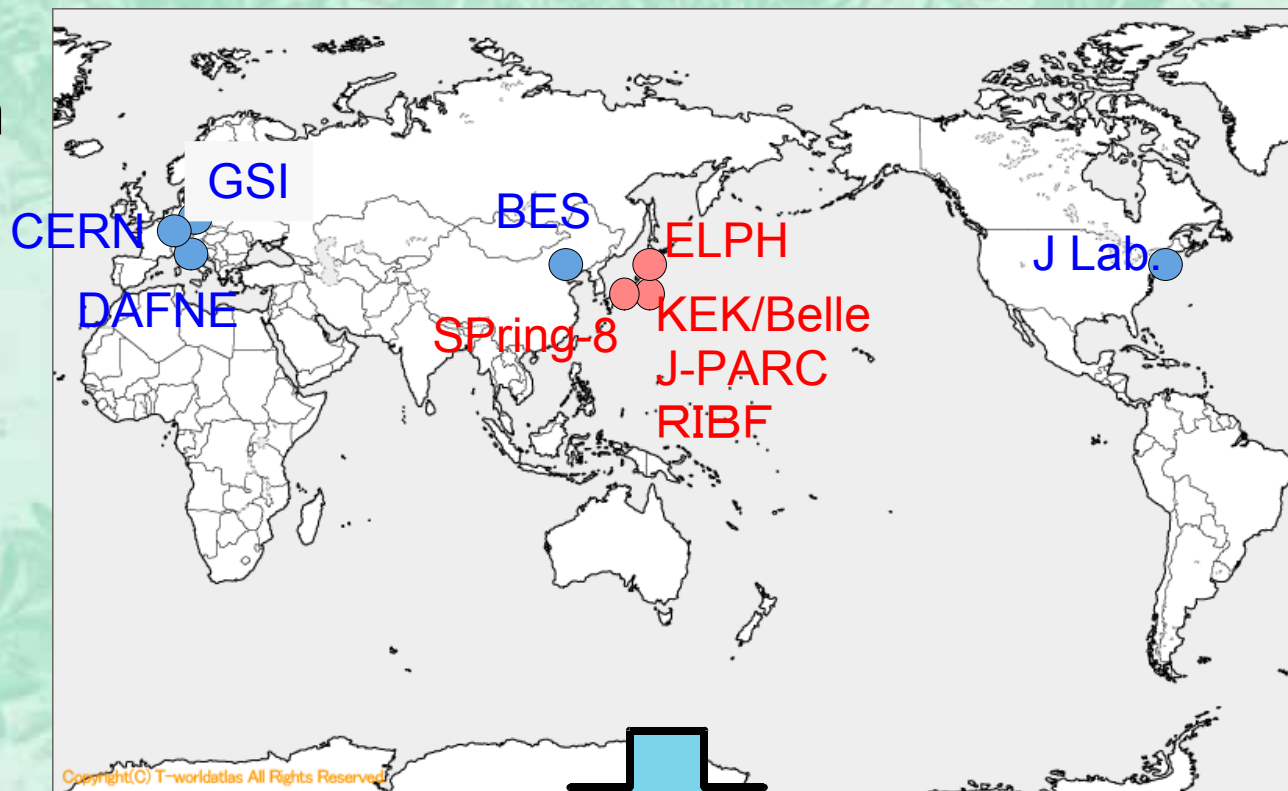 GSI
BES
CERN
ELPH
J Lab.
DAFNE
SPring-8
KEK/Belle
J-PARC
RIBF
Copyright(C) T-worldatlas All Rights Reserved